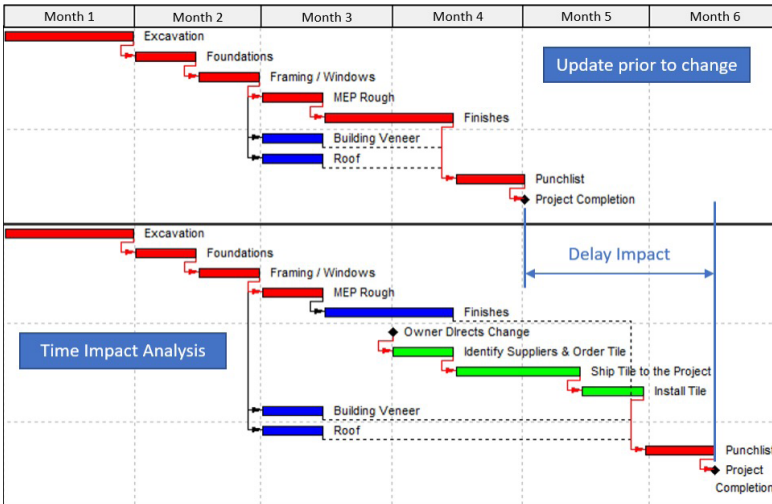 Month 1 Month 2 Month 3 Month 4 Month 5 Month 6
Excavation
Foundations
Update prior to change
Framing / Windows
MEP Rough
Finishes
Building Veneer
Roof
Punchlist
Project Completion
Excavation
Foundations
Delay Impact
Framing / Windows
MEP Rough
Finishes
Owner DIrects Change
Time Impact Analysis
Identify Suppliers & Order Tile
Ship Tile to the Project
Install Tile
Building Veneer
Roof
Punchlist
Project
Completion